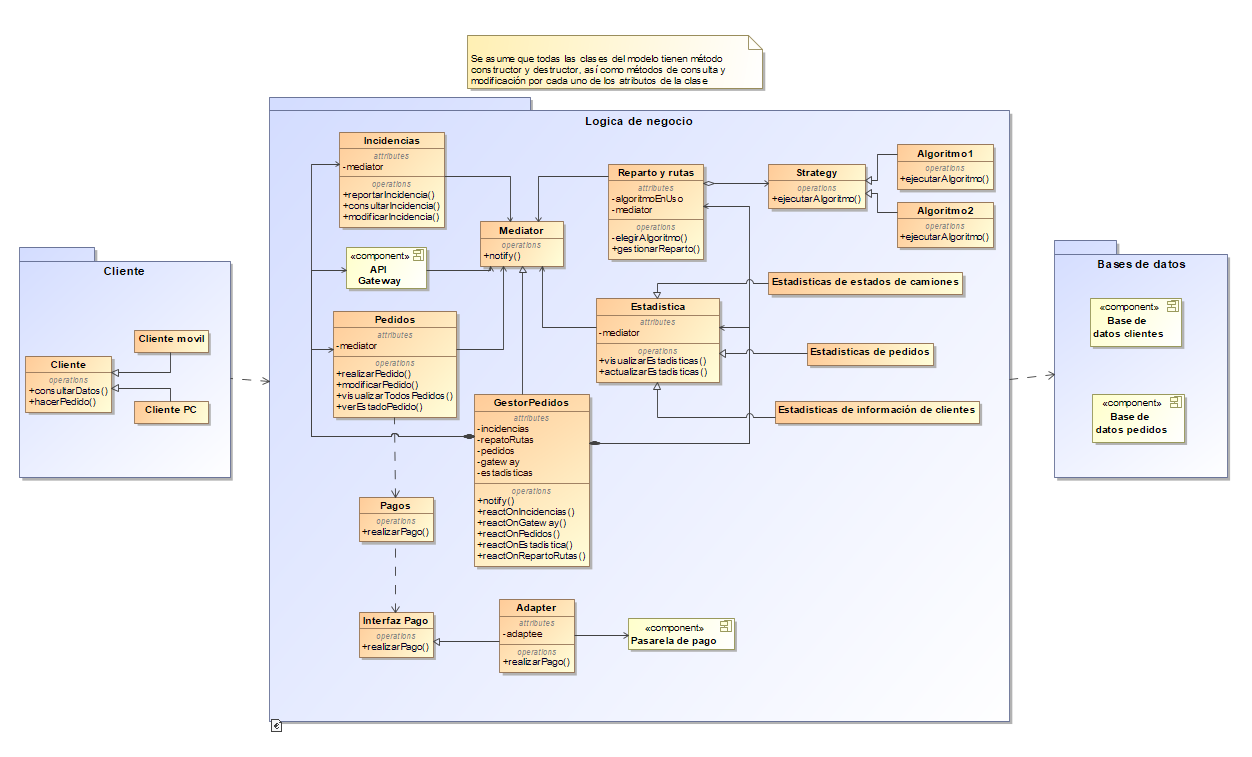 Se asume que todas las clases del modelo tienen método
constructor y destructor, así como métodos de consulta y
modificación por cada uno de los atributos de la clase
Logica de negocio
Incidencias
attributes
-mediator
operations
+reportarIncidencia()
+consultarIncidencia()
+modificarIncidencia()
Reparto y rutas
attributes
-algoritmoEnUso
-mediator
operations
-elegirAlgoritmo()
+gestionarReparto()
Strategy
operations
+ejecutarAlgoritmo()
Algoritmo1
operations
+ejecutarAlgoritmo()
Algoritmo2
operations
+ejecutarAlgoritmo()
Mediator
operations
+notify()
«component»
API
Gateway
Cliente
Cliente movil
Cliente
operations
+consultarDatos()
+hacerPedido()
Cliente PC
Pedidos
attributes
-mediator
operations
+realizarPedido()
+modificarPedido()
+visualizarTodosPedidos()
+verEstadoPedido()
Estadisticas de estados de camiones
Estadistica
attributes
-mediator
operations
+visualizarEstadisticas()
+actualizarEstadisticas()
Estadisticas de pedidos
Estadisticas de información de clientes
GestorPedidos
attributes
-incidencias
-repatoRutas
-pedidos
-gateway
-estadisticas
operations
+notify()
+reactOnIncidencias()
+reactOnGateway()
+reactOnPedidos()
+reactOnEstadistica()
+reactOnRepartoRutas()
Pagos
operations
+realizarPago()
Interfaz Pago
operations
+realizarPago()
Adapter
attributes
-adaptee
operations
+realizarPago()
«component»
Pasarela de pago
Bases de datos
«component»
Base de
datos clientes
«component»
Base de
datos pedidos